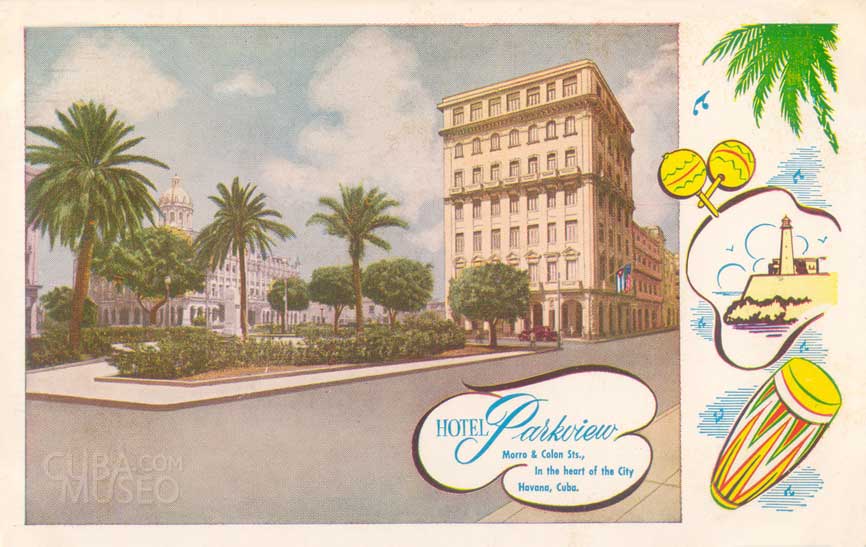 HOTEL Parkview
Morro & Colon Sts.,
In the heart of the City
Havana, Cuba.
CUBA.COM
MUSEO